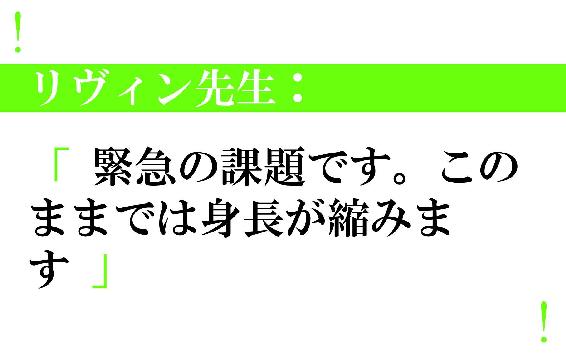 ！
リヴィン先生：
「 緊急の課題です。この
ままでは身長が縮みま
す 」
！